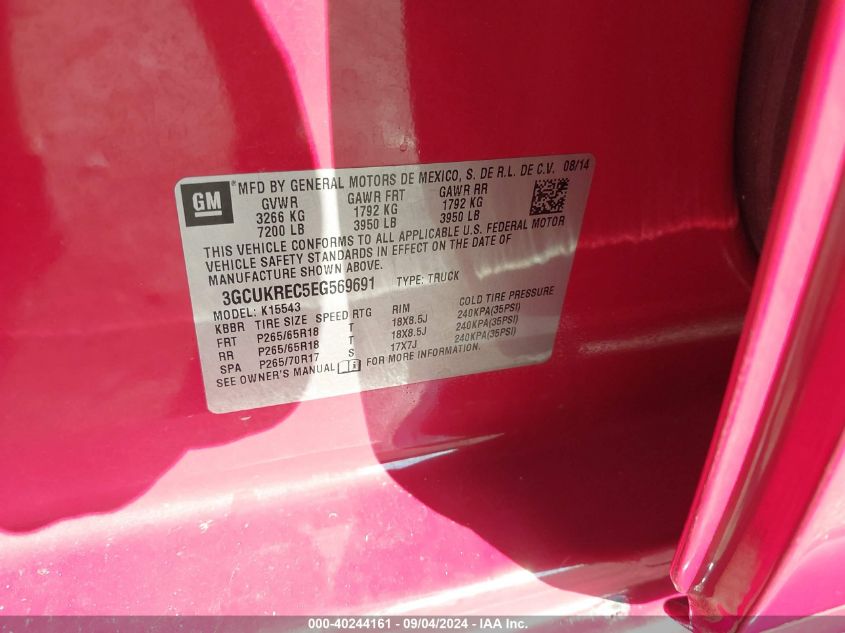 GM ® MFD BY GENERAL MOTORS DE MEXICO, S. DE R.L. DE C.V. 08/14
GVWR GAWR FRT GAWR RR
3266 KG 1792 KG 1792 KG
7200 LB 3950 LB 3950 LB
THIS VEHICLE CONFORMS TO ALL APPLICABLE U.S. FEDERAL MOTOR
VEHICLE SAFETY STANDARDS IN EFFECT ON THE DATE OF
MANUFACTURE SHOWN ABOVE.
3GCUKREC5EG569691 TYPE: TRUCK
MODEL: K15543
KBBR TIRE SIZE SPEED RTG RIM COLD TIRE PRESSURE
FRT P265/65R18 T 18X8.5J 240KPA(35PSI)
RR P265/65R18 T 18X8.5J 240KPA(35PSI)
SPA P265/70R17 S 17X7J 240KPA(35PSI)
SEE OWNER'S MANUAL FOR MORE INFORMATION.
000-40244161 - 09/04/2024 - IAA Inc.